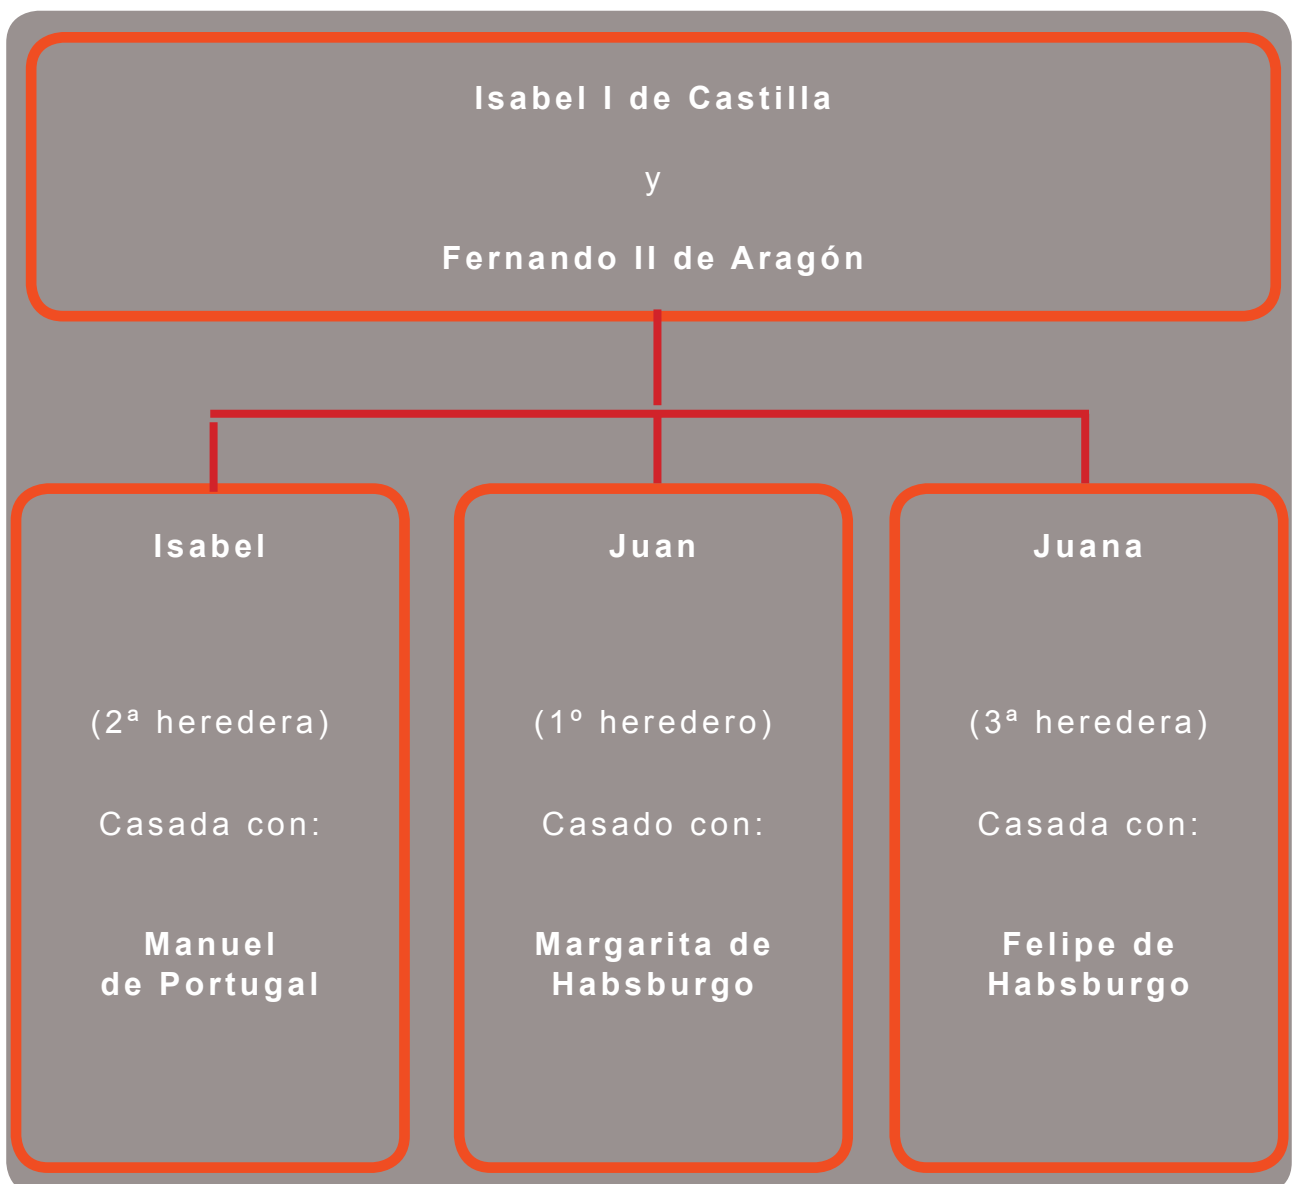 Isabel I de Castilla
y
Fernando II de Aragón
Isabel
(2ª heredera)
Casada con:
Manuel
de Portugal
Juan
(1º heredero)
Casado con:
Margarita de
Habsburgo
Juana
(3ª heredera)
Casada con:
Felipe de
Habsburgo